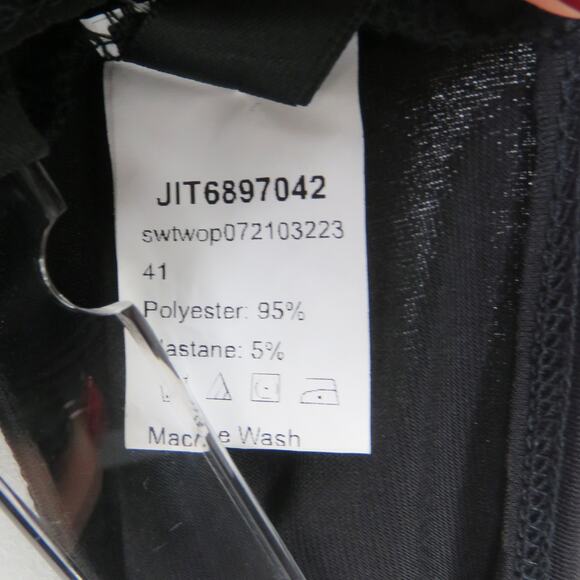 JIT6897042
swtwop072103223
41
Polyester: 95%
lastane: 5%
Mac e Wash